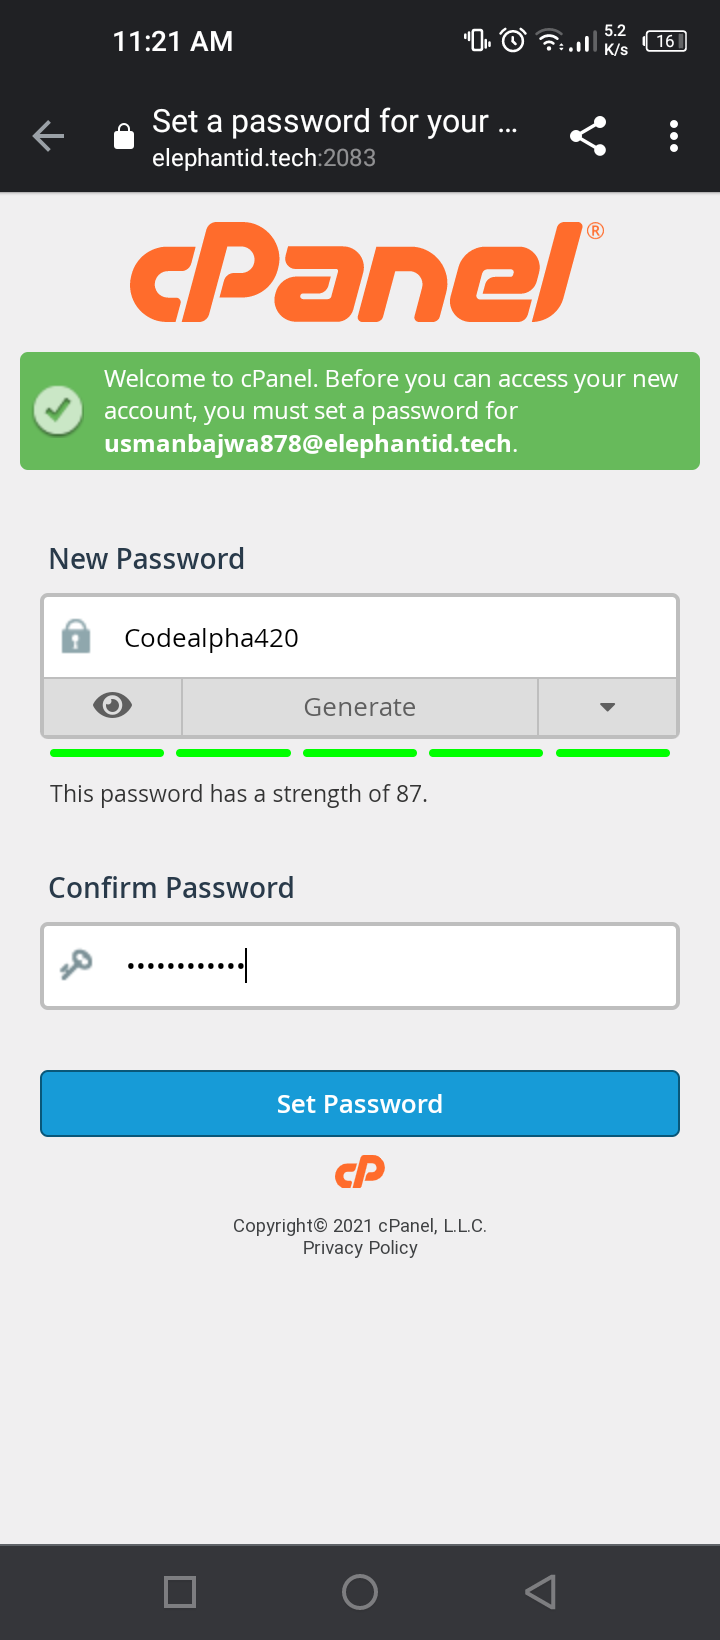 11:21 AM
5.2
K/s
16
Set a password for your ...
elephantid.tech:2083
cPanel®
Welcome to cPanel. Before you can access your new
account, you must set a password for
usmanbajwa878@elephantid.tech.
New Password
Codealpha420
Generate
This password has a strength of 87.
Confirm Password
••••••••••••
Set Password
cP
Copyright© 2021 cPanel, L.L.C.
Privacy Policy